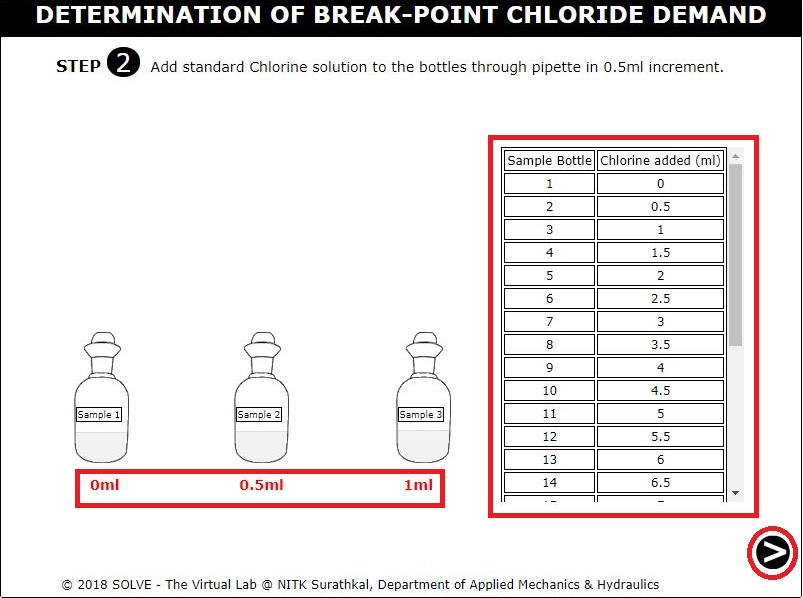 DETERMINATION OF BREAK-POINT CHLORIDE DEMAND
STEP 2 Add standard Chlorine solution to the bottles through pipette in 0.5ml increment.
Sample Bottle Chlorine added (ml)
1 0
2 0.5
3 1
4 1.5
5 2
6 2.5
7 3
8 3.5
9 4
10 4.5
11 5
12 5.5
13 6
14 6.5
Sample 1 Sample 2 Sample 3
0ml 0.5ml 1ml
>
© 2018 SOLVE - The Virtual Lab @ NITK Surathkal, Department of Applied Mechanics & Hydraulics